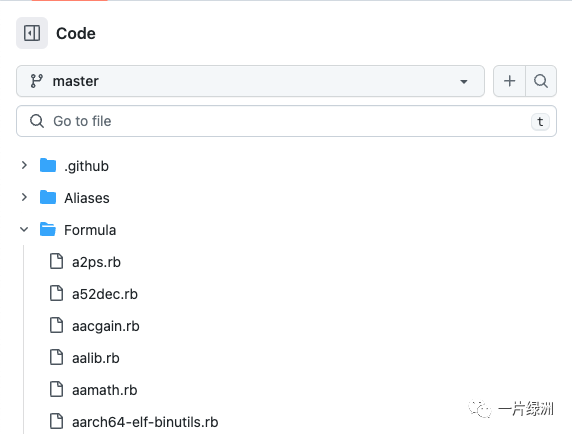 Code
master
Go to file
t
.github
Aliases
Formula
a2ps.rb
a52dec.rb
aacgain.rb
aalib.rb
aamath.rb
aarch64-elf-binutils.rb
一片绿洲